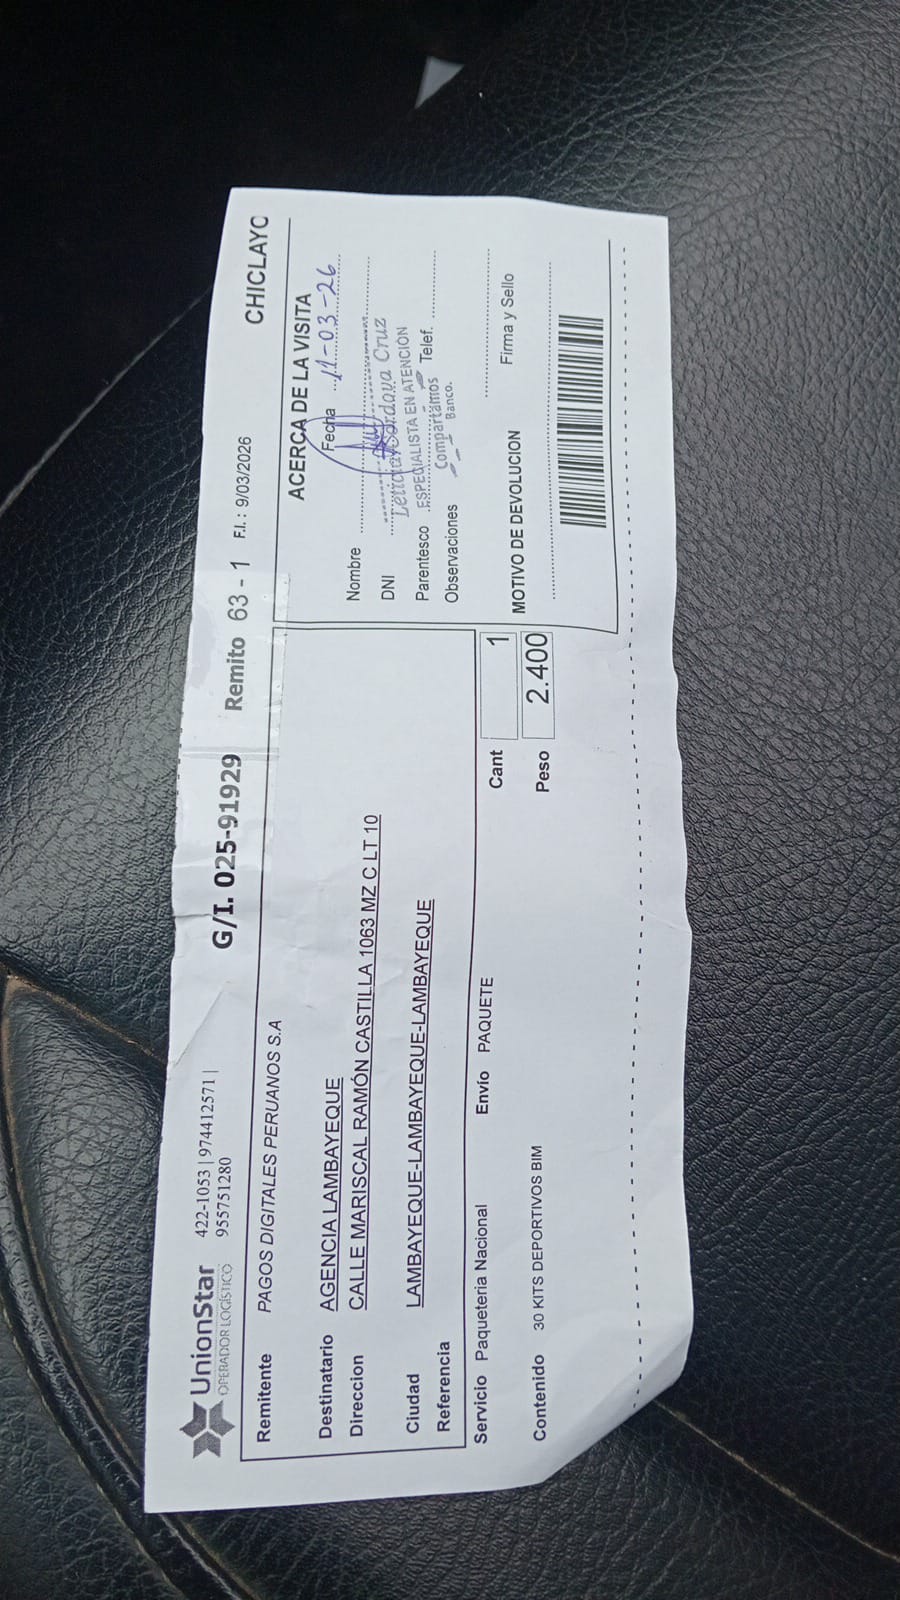 UnionStar
OPERADOR LOGÍSTICO
422-1053 | 974412571 |
955751280
G/I. 025-91929
Remito 63 - 1
F.I.: 9/03/2026
CHICLAYO
Remitente PAGOS DIGITALES PERUANOS S.A
Destinatario AGENCIA LAMBAYEQUE
Direccion CALLE MARISCAL RAMÓN CASTILLA 1063 MZ C LT 10
Ciudad LAMBAYEQUE-LAMBAYEQUE-LAMBAYEQUE
Referencia
Servicio Paqueteria Nacional
Envío PAQUETE
Cant 1
Contenido 30 KITS DEPORTIVOS BIM
Peso 2.400
ACERCA DE LA VISITA
Fecha 11-03-26
Nombre
DNI Cruz
Parentesco ESPECIALISTA EN ATENCIÓN
Telef.
Compartamos
Observaciones Banco.
Firma y Sello
MOTIVO DE DEVOLUCION